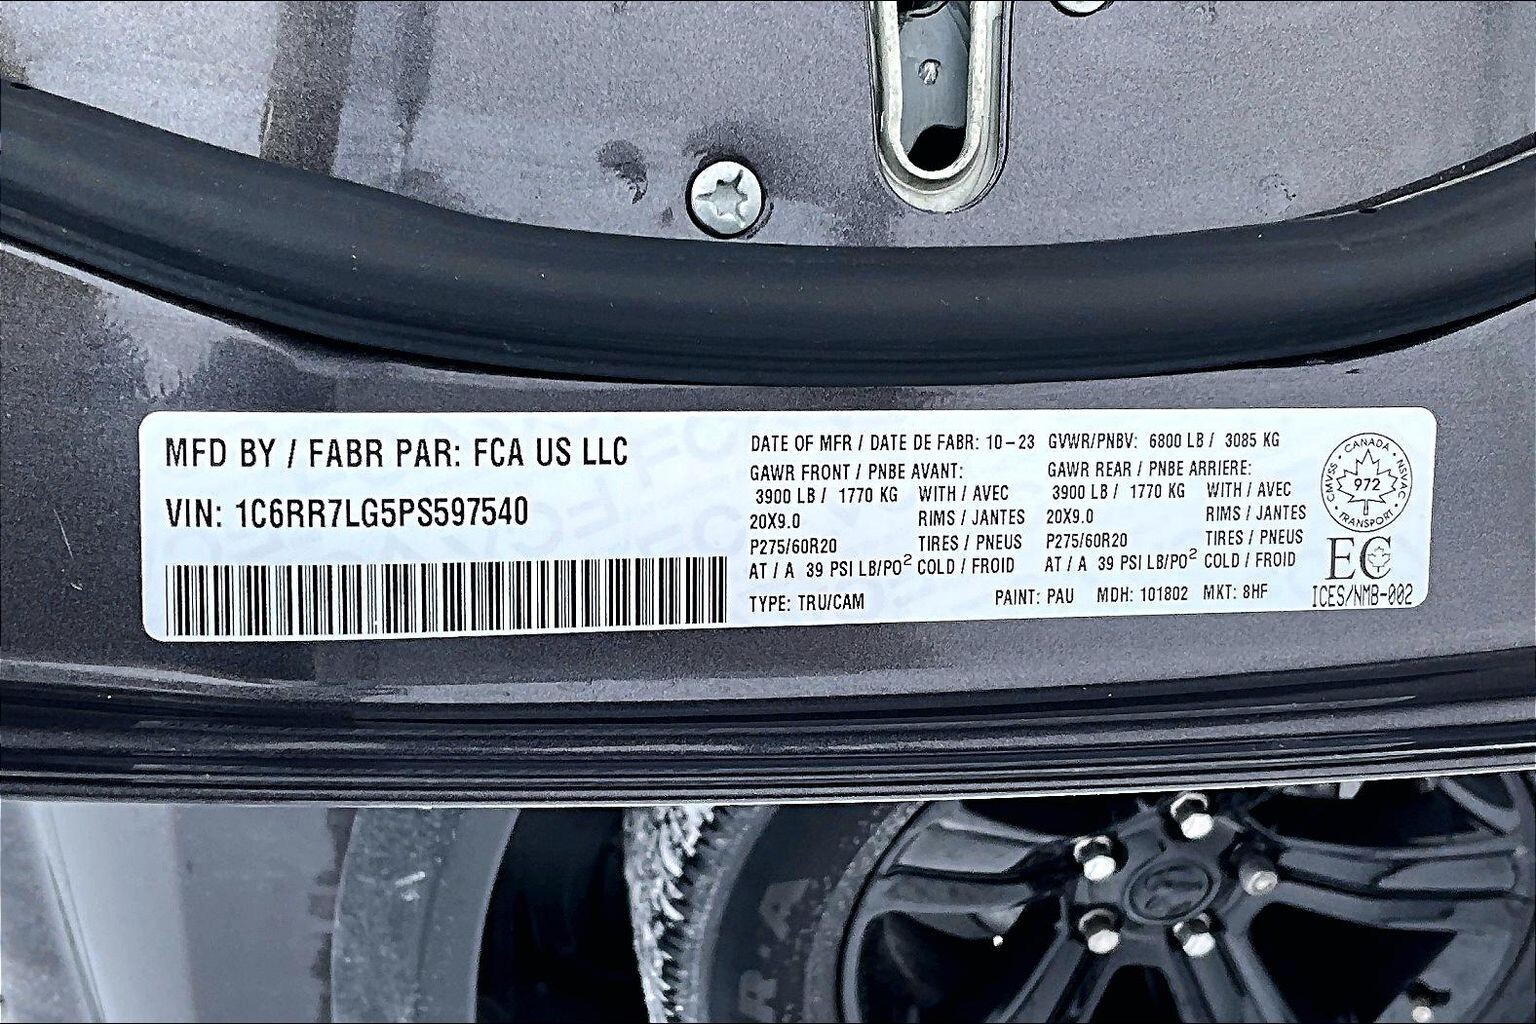 MFD BY / FABR PAR: FCA US LLC
VIN: 1C6RR7LG5PS597540
DATE OF MFR / DATE DE FABR: 10-23 GVWR/PNBV: 6800 LB / 3085 KG
GAWR FRONT / PNBE AVANT: GAWR REAR / PNBE ARRIERE:
3900 LB / 1770 KG WITH / AVEC 3900 LB / 1770 KG WITH / AVEC
20X9.0 RIMS / JANTES 20X9.0 RIMS / JANTES
P275/60R20 TIRES / PNEUS P275/60R20 TIRES / PNEUS
AT / A 39 PSI LB/PO² COLD / FROID AT / A 39 PSI LB/PO² COLD / FROID
TYPE: TRU/CAM PAINT: PAU MDH: 101802 MKT: 8HF
CANADA
CMVSS · NSVAC
972
TRANSPORT
EC
ICES/NMB-002